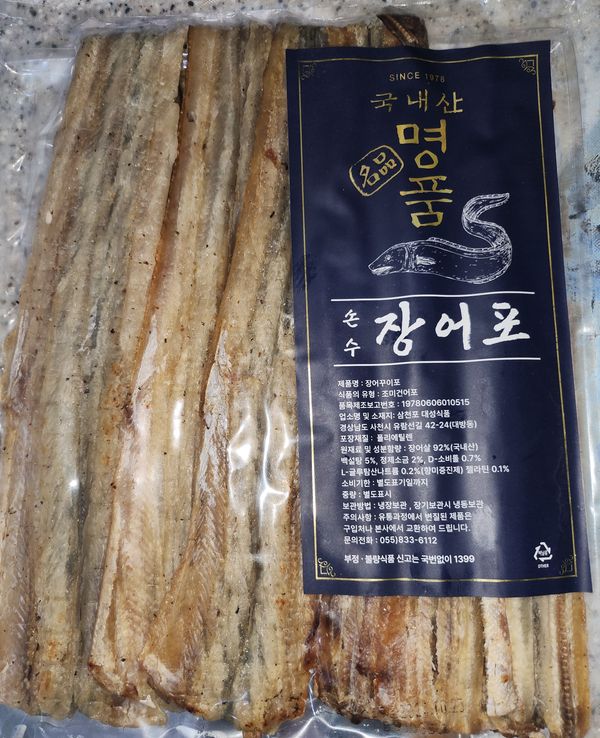 SINCE 1978
국내산
명품
名品
손수
장어포
제품명 : 장어꾸이포
식품의 유형 : 조미건어포
품목제조보고번호 : 19780606010515
업소명 및 소재지: 삼천포 대성식품
경상남도 사천시 유람선길 42-24(대방동)
포장재질 : 폴리에틸렌
원재료 및 성분함량 : 장어살 92%(국내산)
백설탕 5%, 정제소금 2%, D-소비톨 0.7%
L-글루탐산나트륨 0.2%(향미증진제) 젤라틴 0.1%
소비기한 : 별도표기일까지
중량 : 별도표시
보관방법 : 냉장보관 , 장기보관시 냉동보관
주의사항 : 유통과정에서 변질된 제품은
구입처나 본사에서 교환하여 드립니다.
문의전화 : (055)833-6112
부정 · 불량식품 신고는 국번없이 1399
OTHER